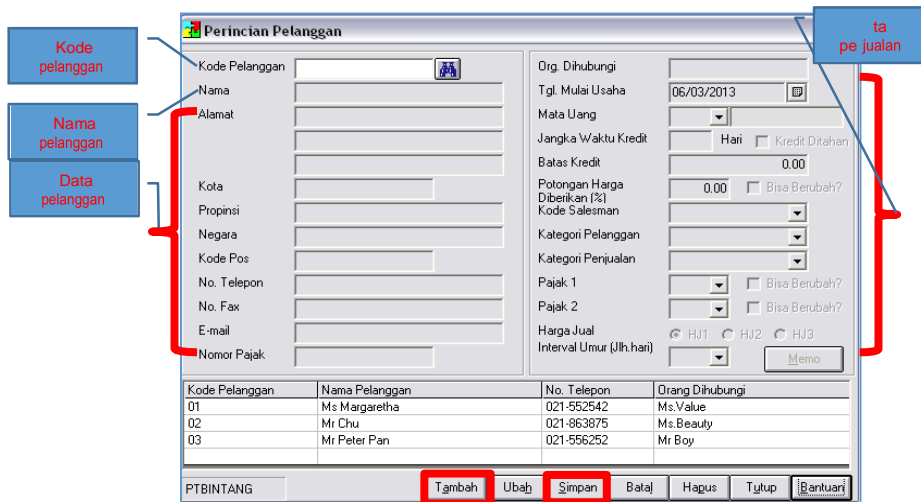 Perincian Pelanggan
Kode
pelanggan
Nama
pelanggan
Data
pelanggan
ta
pe jualan
Kode Pelanggan
Nama
Alamat
Kota
Propinsi
Negara
Kode Pos
No. Telepon
No. Fax
E-mail
Nomor Pajak
Org. Dihubungi
Tgl. Mulai Usaha 06/03/2013
Mata Uang
Jangka Waktu Kredit Hari Kredit Ditahan
Batas Kredit 0.00
Potongan Harga
Diberikan (%) 0.00 Bisa Berubah?
Kode Salesman
Kategori Pelanggan
Kategori Penjualan
Pajak 1 Bisa Berubah?
Pajak 2 Bisa Berubah?
Harga Jual HJ1 HJ2 HJ3
Interval Umur (Jlh.hari) Memo
Kode Pelanggan Nama Pelanggan No. Telepon Orang Dihubungi
01 Ms Margaretha 021-552542 Ms.Value
02 Mr Chu 021-863875 Ms.Beauty
03 Mr Peter Pan 021-556252 Mr Boy
PTBINTANG Tambah Ubah Simpan Batal Hapus Tutup Bantuan